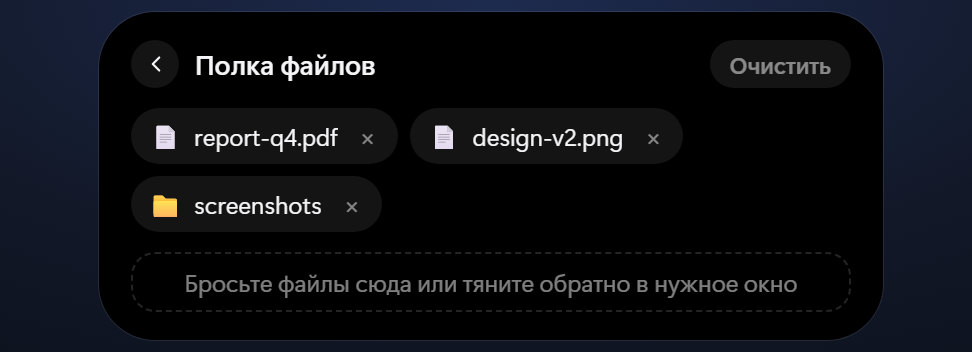 Полка файлов Очистить
report-q4.pdf × design-v2.png ×
screenshots ×
Бросьте файлы сюда или тяните обратно в нужное окно